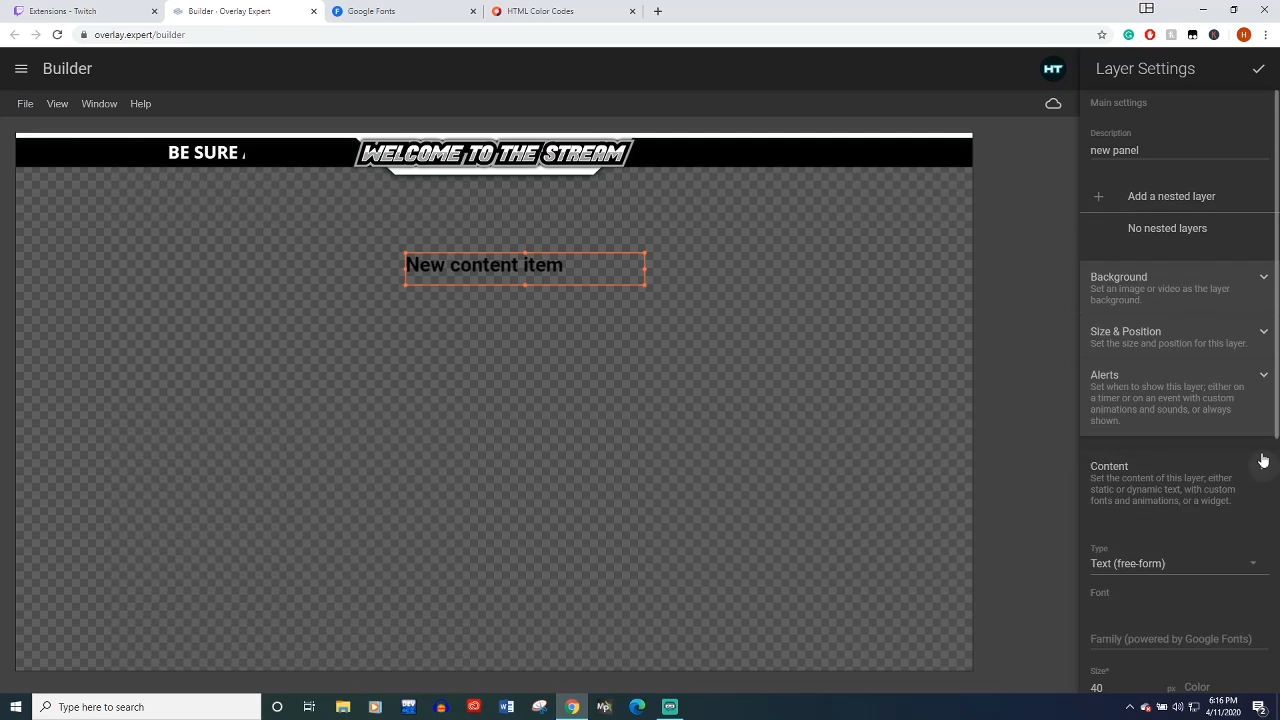 Extensions - Twitch
Builder - Overlay Expert
Google Fonts
HTML Color Codes
overlay.expert/builder
H
Builder
HT
Layer Settings
File View Window Help
Main settings
Description
new panel
Add a nested layer
No nested layers
BE SURE
WELCOME TO THE STREAM
New content item
Background
Set an image or video as the layer
background.
Size & Position
Set the size and position for this layer.
Alerts
Set when to show this layer; either on
a timer or on an event with custom
animations and sounds, or always
shown.
Content
Set the content of this layer; either
static or dynamic text, with custom
fonts and animations, or a widget.
Type
Text (free-form)
Font
Family (powered by Google Fonts)
Size*
40 px Color
Type here to search
6:16 PM
4/11/2020